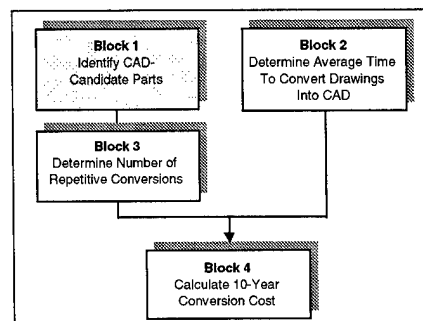 Block 1
Identify CAD-
Candidate Parts
Block 2
Determine Average Time
To Convert Drawings
Into CAD
Block 3
Determine Number of
Repetitive Conversions
Block 4
Calculate 10-Year
Conversion Cost